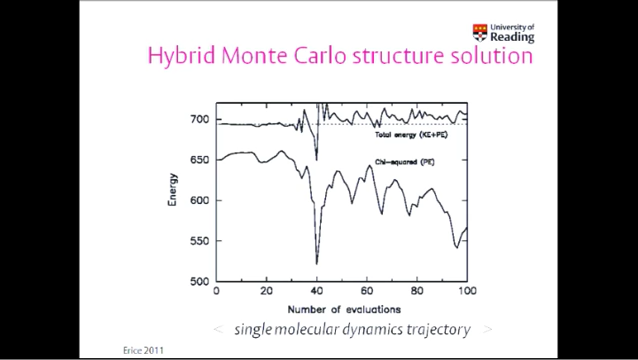 University of
Reading
Hybrid Monte Carlo structure solution
700
650
600
550
500
Energy
Total energy (KE+PE)
Chi-squared (PE)
0 20 40 60 80 100
Number of evaluations
< single molecular dynamics trajectory >
Erice 2011